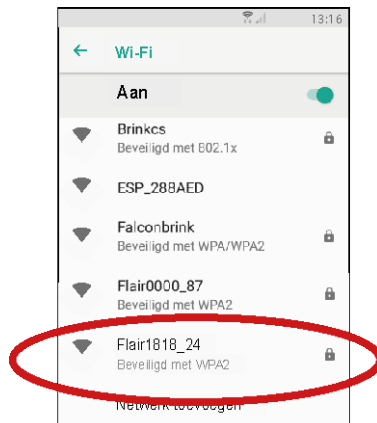 13:16
Wi-Fi
Aan
Brinkcs
Beveiligd met 802.1x
ESP_288AED
Falconbrink
Beveiligd met WPA/WPA2
Flair0000_87
Beveiligd met WPA2
Flair1818_24
Beveiligd met WPA2
Netwerk toevoegen